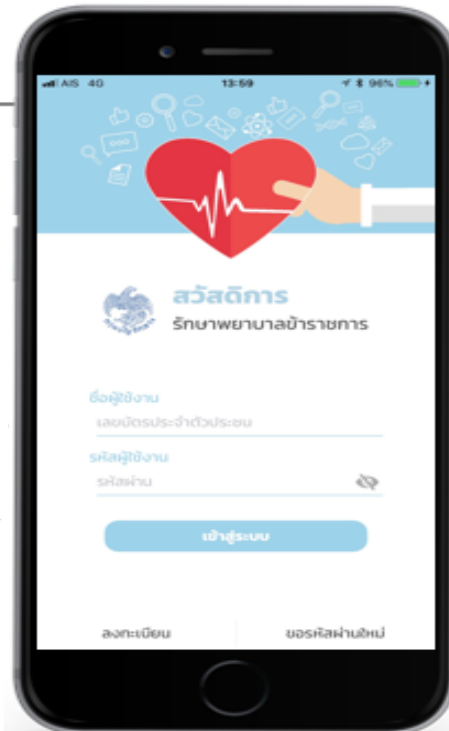 AIS 4G 13:59 96%
สวัสดิการ
รักษาพยาบาลข้าราชการ
ชื่อผู้ใช้งาน
เลขบัตรประจำตัวประชน
รหัสผู้ใช้งาน
รหัสผ่าน
เข้าสู่ระบบ
ลงทะเบียน ขอรหัสผ่านใหม่